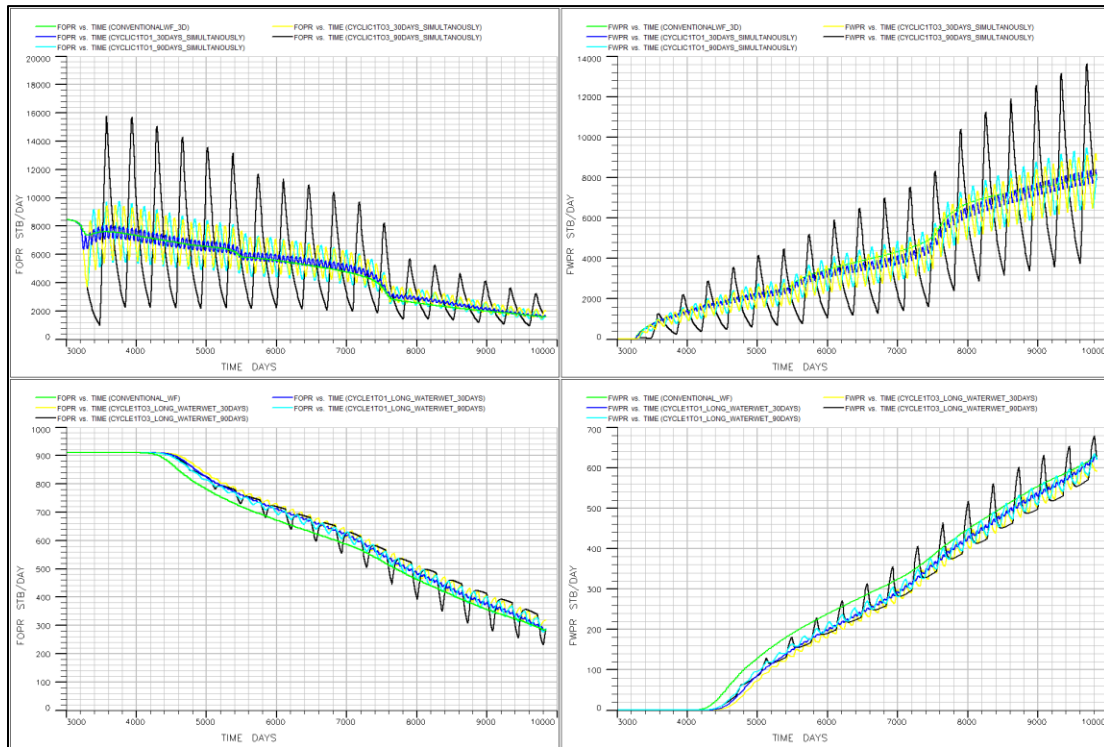 FOPR vs. TIME (CONVENTIONALWF_3D) FOPR vs. TIME (CYCLIC1TO3_30DAYS_SIMULTANOUSLY)
FOPR vs. TIME (CYCLIC1TO1_30DAYS_SIMULTANOUSLY) FOPR vs. TIME (CYCLIC1TO3_90DAYS_SIMULTANOUSLY)
FOPR vs. TIME (CYCLIC1TO1_90DAYS_SIMULTANOUSLY)
20000
18000
16000
14000
12000
10000
8000
6000
4000
2000
0
FOPR STB/DAY
3000 4000 5000 6000 7000 8000 9000 10000
TIME DAYS
FWPR vs. TIME (CONVENTIONALWF_3D) FWPR vs. TIME (CYCLIC1TO3_30DAYS_SIMULTANOUSLY)
FWPR vs. TIME (CYCLIC1TO1_30DAYS_SIMULTANOUSLY) FWPR vs. TIME (CYCLIC1TO3_90DAYS_SIMULTANOUSLY)
FWPR vs. TIME (CYCLIC1TO1_90DAYS_SIMULTANOUSLY)
14000
12000
10000
8000
6000
4000
2000
0
FWPR STB/DAY
3000 4000 5000 6000 7000 8000 9000 10000
TIME DAYS
FOPR vs. TIME (CONVENTIONAL_WF) FOPR vs. TIME (CYCLE1TO1_LONG_WATERWET_30DAYS)
FOPR vs. TIME (CYCLE1TO3_LONG_WATERWET_30DAYS) FOPR vs. TIME (CYCLE1TO1_LONG_WATERWET_90DAYS)
FOPR vs. TIME (CYCLE1TO3_LONG_WATERWET_90DAYS)
1000
900
800
700
600
500
400
300
200
100
0
FOPR STB/DAY
3000 4000 5000 6000 7000 8000 9000 10000
TIME DAYS
FWPR vs. TIME (CONVENTIONAL_WF) FWPR vs. TIME (CYCLE1TO3_LONG_WATERWET_30DAYS)
FWPR vs. TIME (CYCLE1TO1_LONG_WATERWET_30DAYS) FWPR vs. TIME (CYCLE1TO3_LONG_WATERWET_90DAYS)
FWPR vs. TIME (CYCLE1TO1_LONG_WATERWET_90DAYS)
700
600
500
400
300
200
100
0
FWPR STB/DAY
3000 4000 5000 6000 7000 8000 9000 10000
TIME DAYS